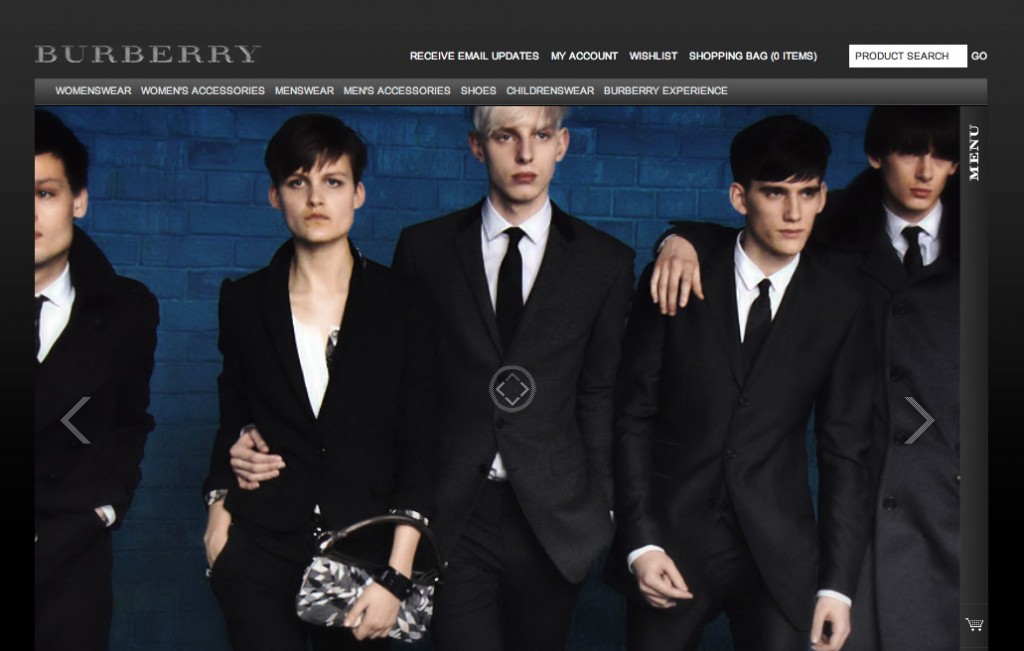 BURBERRY
RECEIVE EMAIL UPDATES MY ACCOUNT WISHLIST SHOPPING BAG (0 ITEMS) PRODUCT SEARCH GO
WOMENSWEAR WOMEN'S ACCESSORIES MENSWEAR MEN'S ACCESSORIES SHOES CHILDRENSWEAR BURBERRY EXPERIENCE
MENU